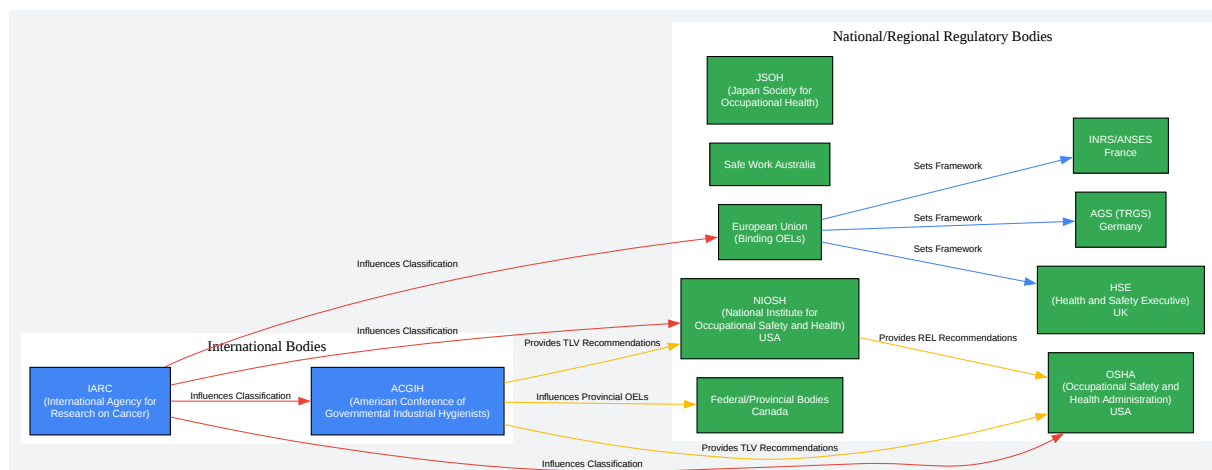 National/Regional Regulatory Bodies
JSOH
(Japan Society for
Occupational Health)
INRS/ANSES
France
Sets Framework
Safe Work Australia
AGS (TRGS)
Germany
Sets Framework
European Union
(Binding OELs)
Sets Framework
Influences Classification
HSE
(Health and Safety Executive)
UK
NIOSH
(National Institute for
Occupational Safety and Health)
USA
Influences Classification
Provides REL Recommendations
International Bodies
Provides TLV Recommendations
IARC
(International Agency for
Research on Cancer)
Influences Classification
ACGIH
(American Conference of
Governmental Industrial Hygienists)
Influences Provincial OELs
Federal/Provincial Bodies
Canada
OSHA
(Occupational Safety and
Health Administration)
USA
Provides TLV Recommendations
Influences Classification